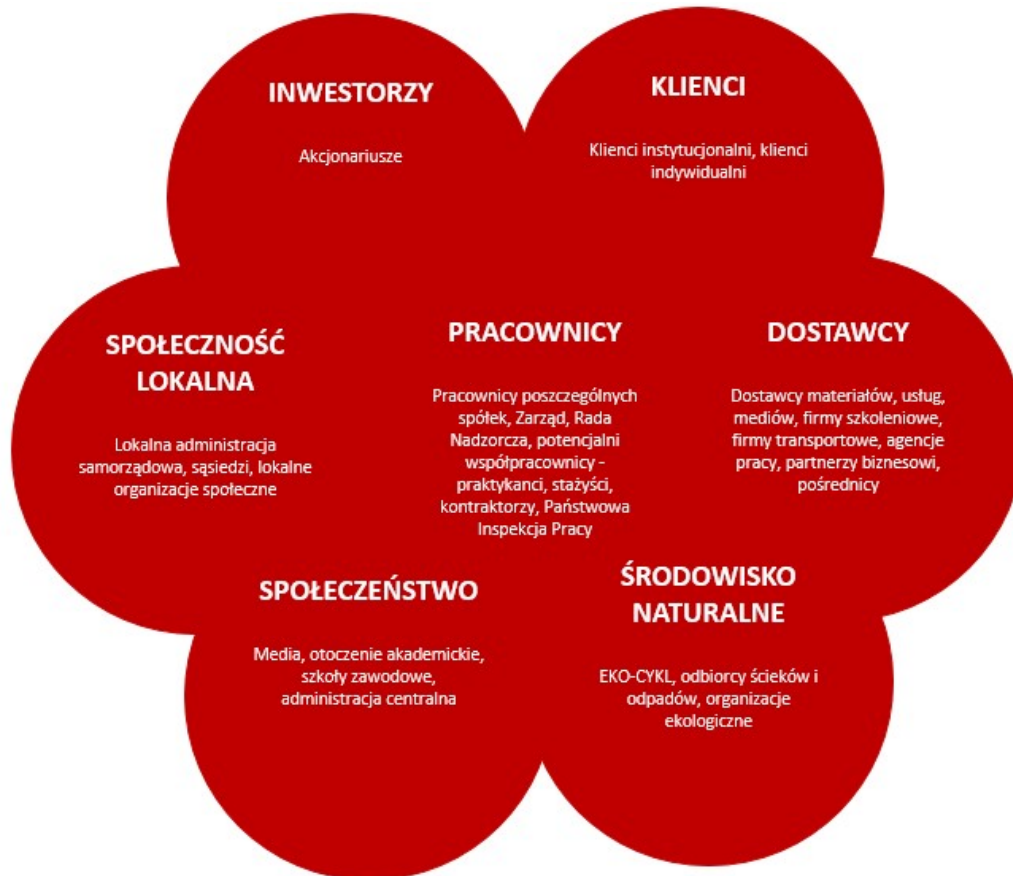 INWESTORZY
Akcjonariusze
KLIENCI
Klienci instytucjonalni, klienci
indywidualni
SPOŁECZNOŚĆ
LOKALNA
Lokalna administracja
samorządowa, sąsiedzi, lokalne
organizacje społeczne
PRACOWNICY
Pracownicy poszczególnych
spółek, Zarząd, Rada
Nadzorcza, potencjalni
współpracownicy -
praktykanci, stażyści,
kontraktorzy, Państwowa
Inspekcja Pracy
DOSTAWCY
Dostawcy materiałów, usług,
mediów, firmy szkoleniowe,
firmy transportowe, agencje
pracy, partnerzy biznesowi,
pośrednicy
SPOŁECZEŃSTWO
Media, otoczenie akademickie,
szkoły zawodowe,
administracja centralna
ŚRODOWISKO
NATURALNE
EKO-CYKL, odbiorcy ścieków i
odpadów, organizacje
ekologiczne